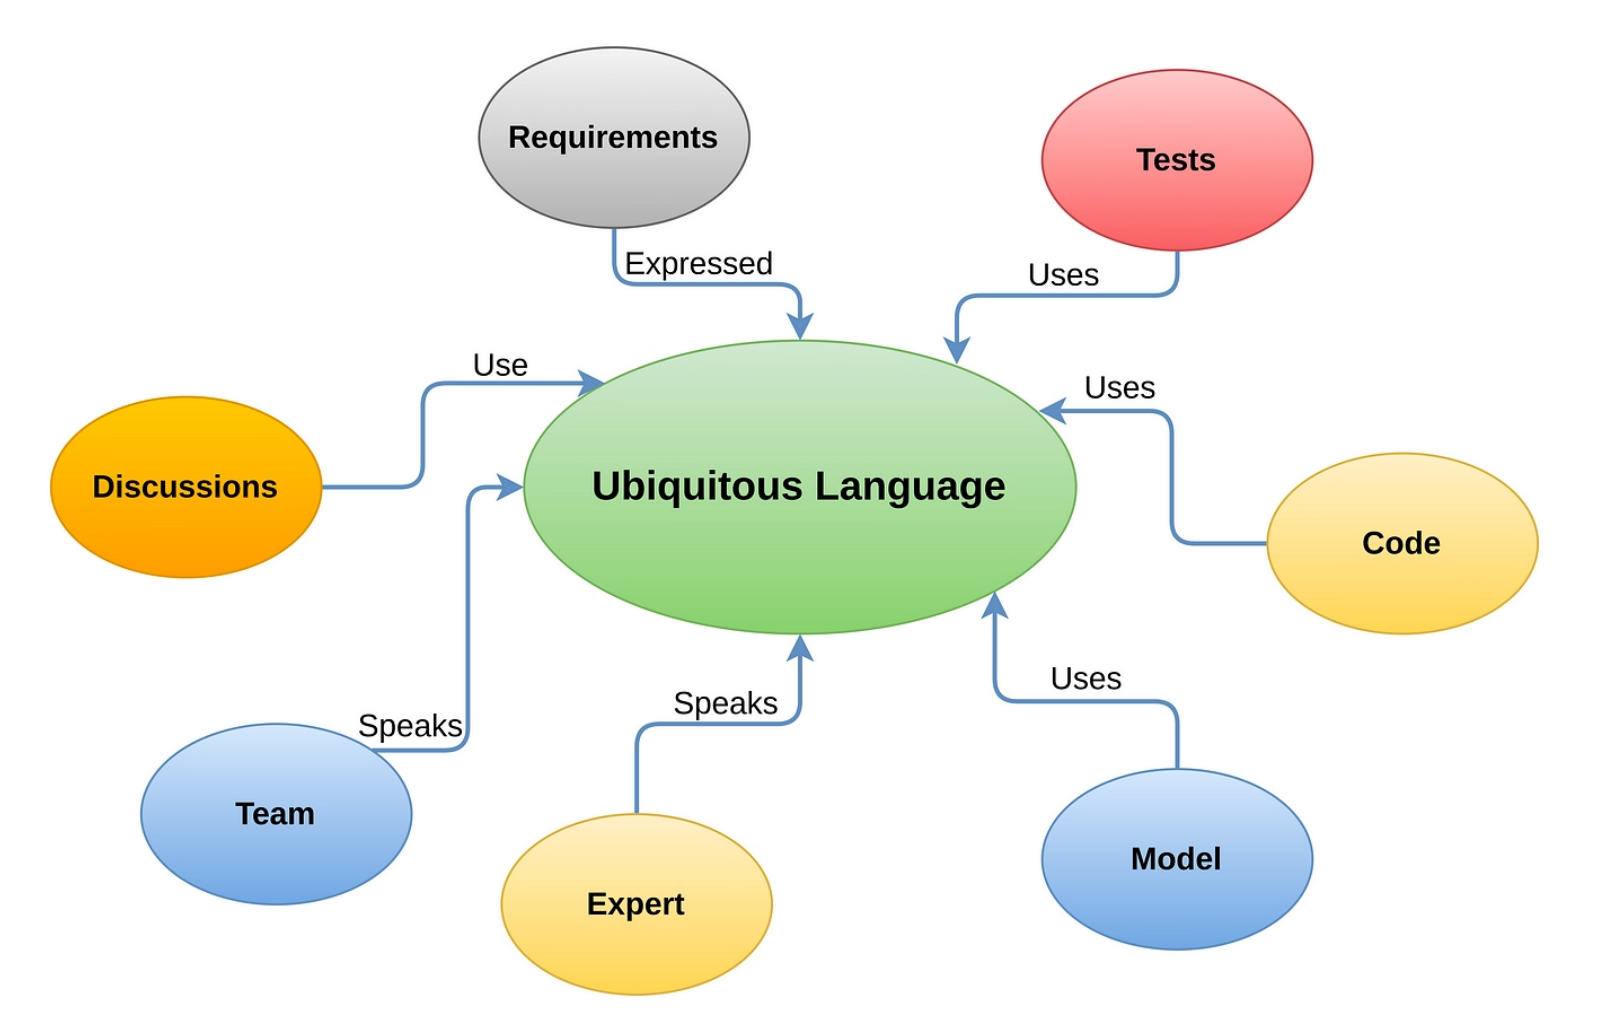 Requirements
Tests
Expressed
Uses
Use
Uses
Discussions
Ubiquitous Language
Code
Speaks
Speaks
Uses
Team
Expert
Model